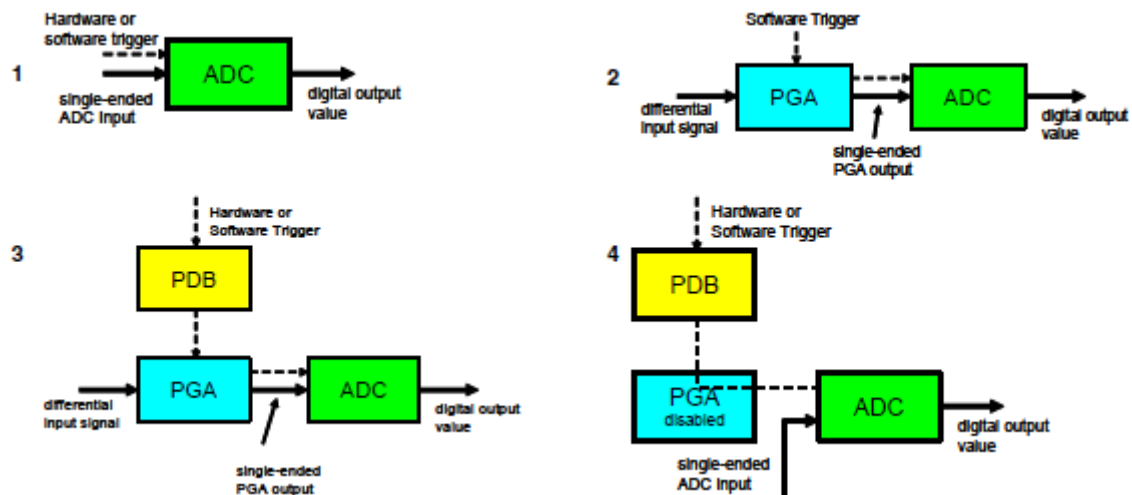 Hardware or
software trigger
1
ADC
single-ended
ADC Input
digital output
value
Software Trigger
2
PGA
ADC
differential
Input signal
single-ended
PGA output
digital output
value
Hardware or
Software Trigger
3
PDB
PGA
ADC
differential
Input signal
digital output
value
single-ended
PGA output
Hardware or
Software Trigger
4
PDB
PGA
disabled
ADC
digital output
value
single-ended
ADC Input